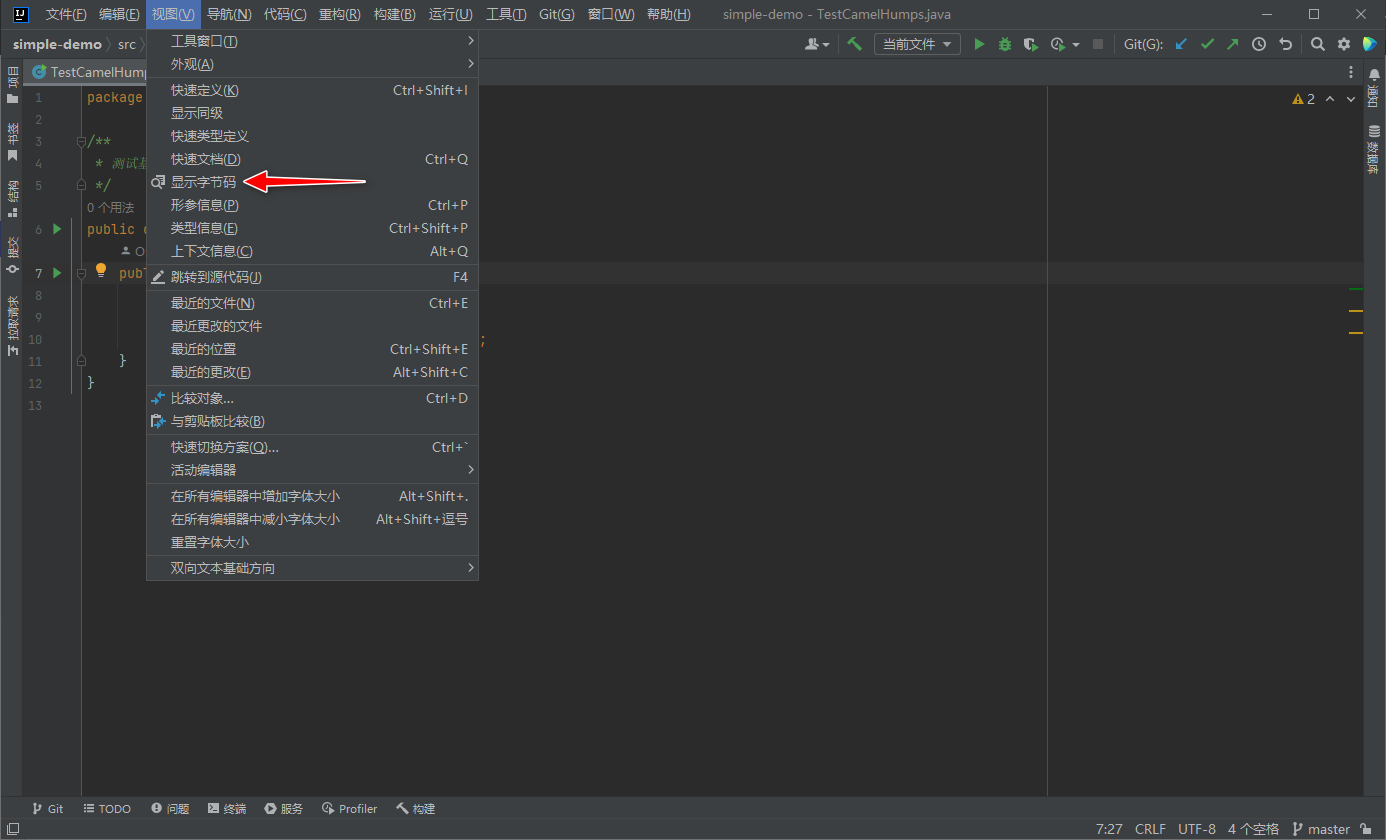 文件(F) 编辑(E) 视图(V) 导航(N) 代码(C) 重构(R) 构建(B) 运行(U) 工具(T) Git(G) 窗口(W) 帮助(H) simple-demo - TestCamelHumps.java
simple-demo src 当前文件 Git(G):
TestCamelHump
项目
书签
结构
提交
拉取请求
1 package
2
3 /**
4 * 测试
5 */
0 个用法
6 public
7 publ
8
9
10 ;
11 }
12 }
13
工具窗口(T)
外观(A)
快速定义(K) Ctrl+Shift+I
显示同级
快速类型定义
快速文档(D) Ctrl+Q
显示字节码
形参信息(P) Ctrl+P
类型信息(E) Ctrl+Shift+P
上下文信息(C) Alt+Q
跳转到源代码(J) F4
最近的文件(N) Ctrl+E
最近更改的文件
最近的位置 Ctrl+Shift+E
最近的更改(E) Alt+Shift+C
比较对象... Ctrl+D
与剪贴板比较(B)
快速切换方案(Q)... Ctrl+`
活动编辑器
在所有编辑器中增加字体大小 Alt+Shift+.
在所有编辑器中减小字体大小 Alt+Shift+逗号
重置字体大小
双向文本基础方向
2
通知
数据库
Git TODO 问题 终端 服务 Profiler 构建
7:27 CRLF UTF-8 4 个空格 master